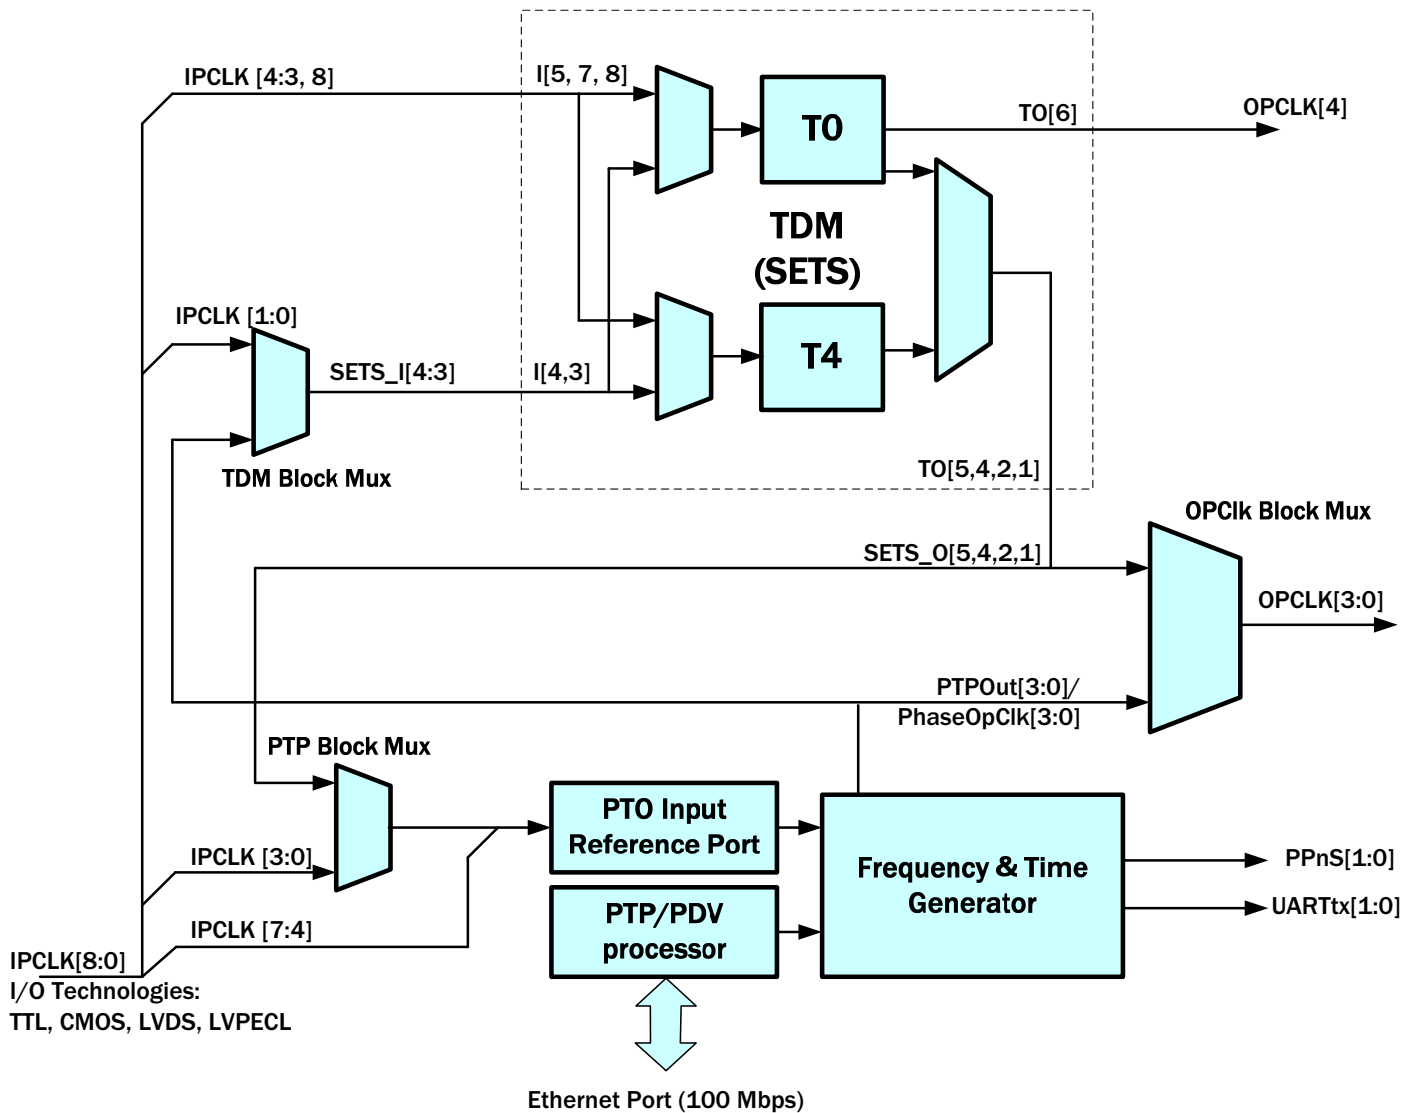 IPCLK [4:3, 8]
I[5, 7, 8]
T0
TO[6]
OPCLK[4]
TDM
(SETS)
IPCLK [1:0]
SETS_I[4:3]
I[4,3]
T4
TDM Block Mux
TO[5,4,2,1]
OPClk Block Mux
SETS_O[5,4,2,1]
OPCLK[3:0]
PTPOut[3:0]/
PhaseOpClk[3:0]
PTP Block Mux
PTO Input
Reference Port
IPCLK [3:0]
Frequency & Time
Generator
PPnS[1:0]
UARTtx[1:0]
PTP/PDV
processor
IPCLK [7:4]
IPCLK[8:0]
I/O Technologies:
TTL, CMOS, LVDS, LVPECL
Ethernet Port (100 Mbps)